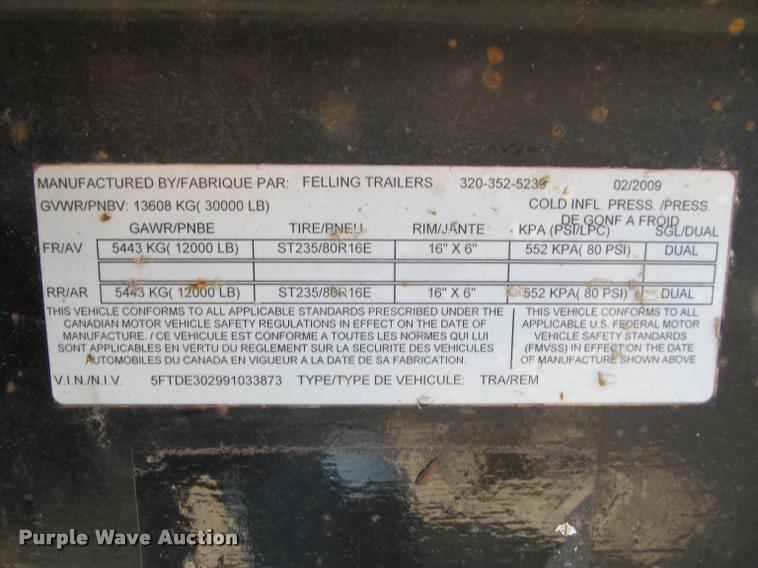 MANUFACTURED BY/FABRIQUE PAR: FELLING TRAILERS 320-352-5239 02/2009
GVWR/PNBV: 13608 KG( 30000 LB) COLD INFL. PRESS. /PRESS.
DE GONF A FROID
GAWR/PNBE TIRE/PNEU RIM/JANTE KPA (PSI/LPC) SGL/DUAL
FR/AV 5443 KG( 12000 LB) ST235/80R16E 16" X 6" 552 KPA( 80 PSI) DUAL
RR/AR 5443 KG( 12000 LB) ST235/80R16E 16" X 6" 552 KPA( 80 PSI) DUAL
THIS VEHICLE CONFORMS TO ALL APPLICABLE STANDARDS PRESCRIBED UNDER THE
CANADIAN MOTOR VEHICLE SAFETY REGULATIONS IN EFFECT ON THE DATE OF
MANUFACTURE. / CE VEHICULE EST CONFORME A TOUTES LES NORMES QUI LUI
SONT APPLICABLES EN VERTU DU REGLEMENT SUR LA SECURITE DES VEHICULES
AUTOMOBILES DU CANADA EN VIGUEUR A LA DATE DE SA FABRICATION.
THIS VEHICLE CONFORMS TO ALL
APPLICABLE U.S. FEDERAL MOTOR
VEHICLE SAFETY STANDARDS
(FMVSS) IN EFFECT ON THE DATE
OF MANUFACTURE SHOWN ABOVE
V.I.N./N.I.V. 5FTDE302991033873 TYPE/TYPE DE VEHICULE: TRA/REM
Purple Wave Auction